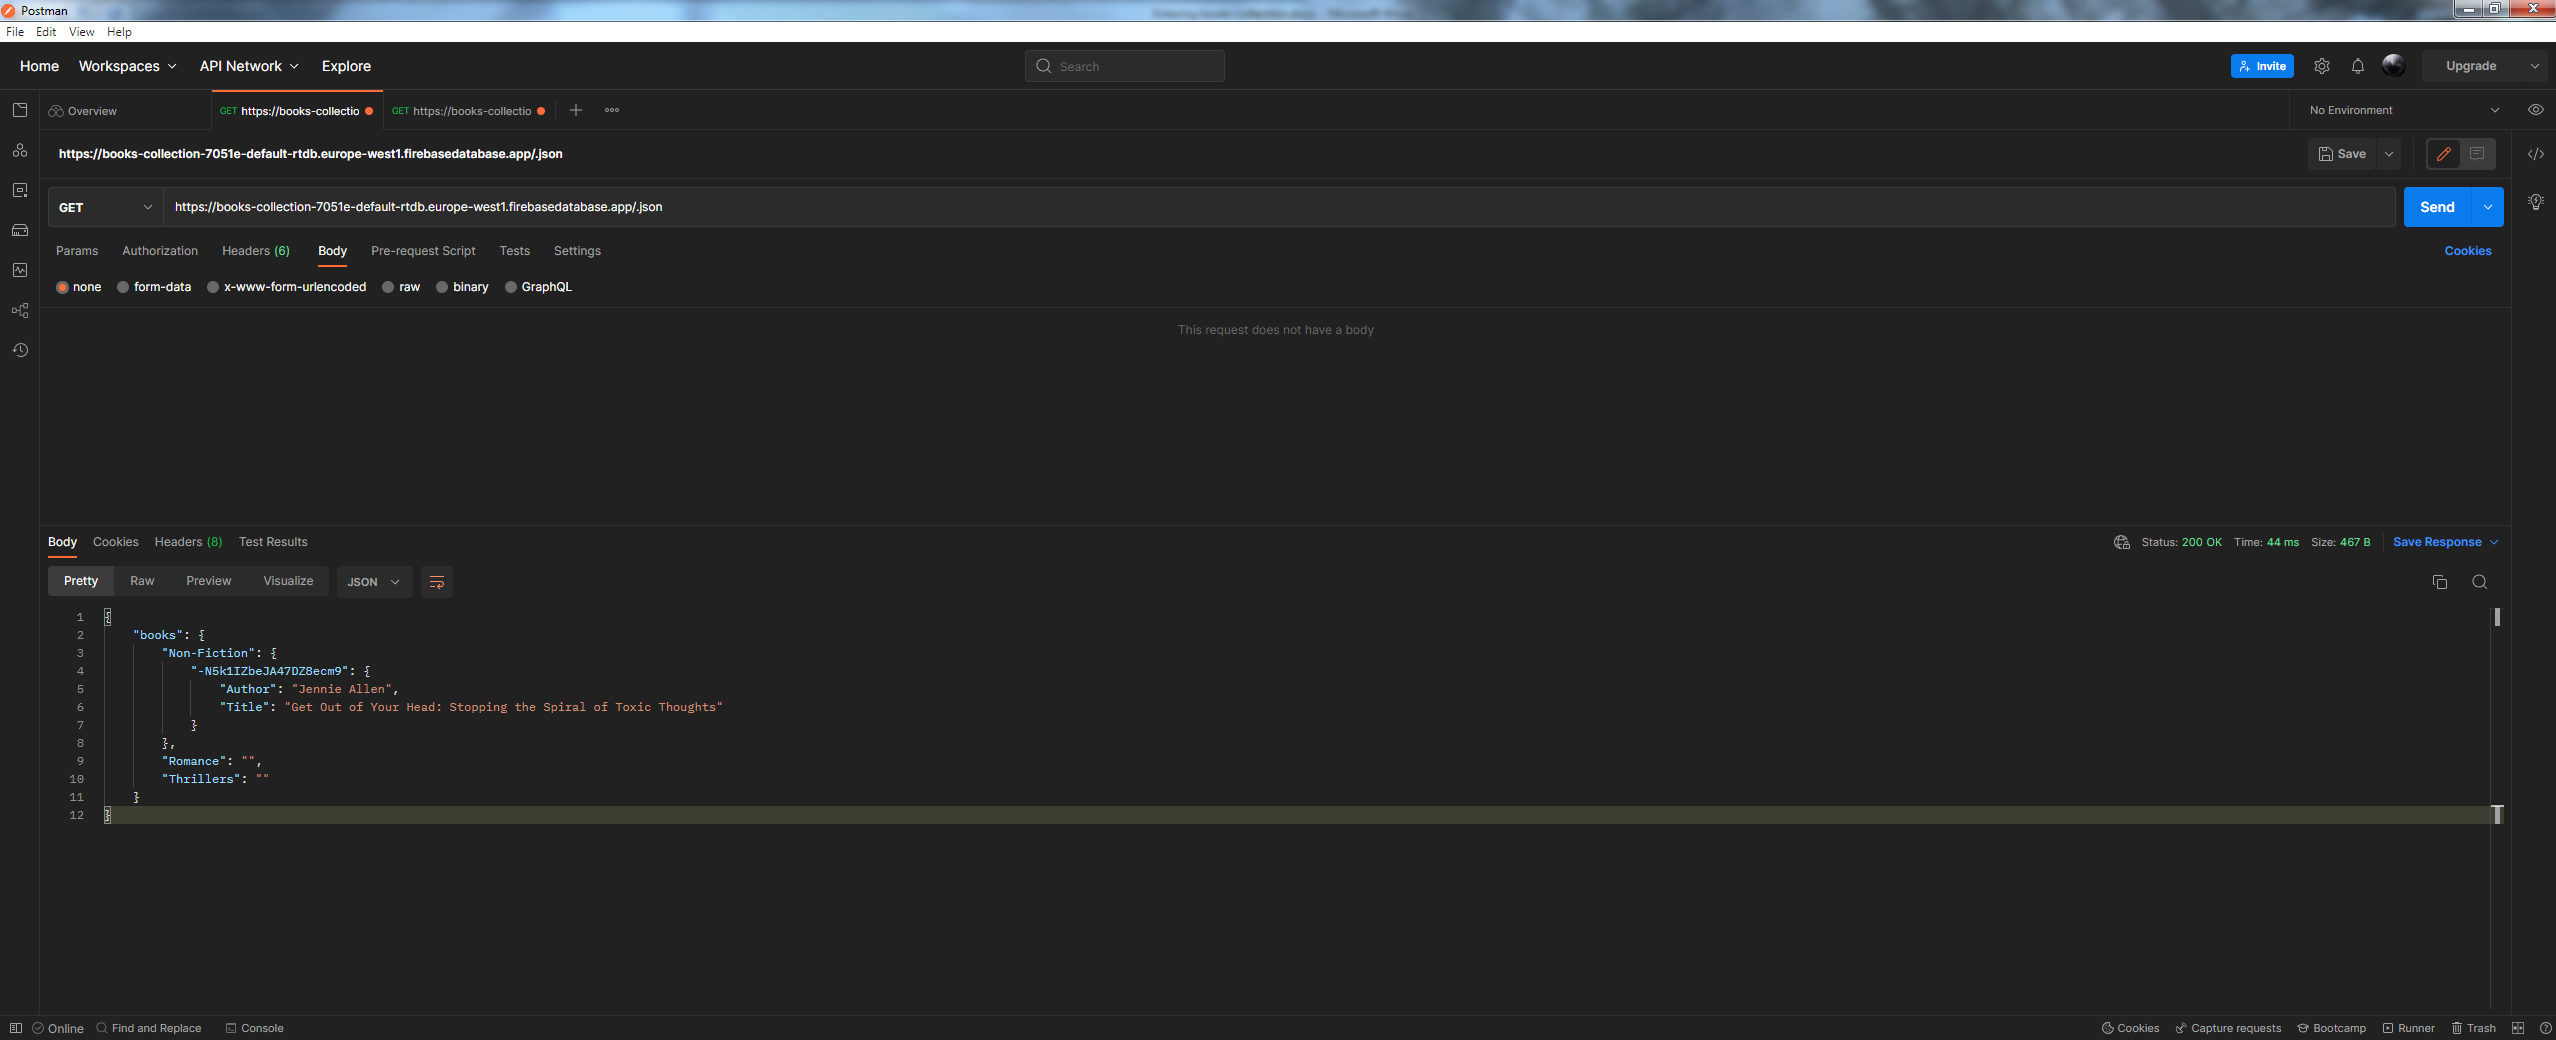 Postman
File Edit View Help
Home Workspaces API Network Explore Search Invite Upgrade
Overview GET https://books-collectio GET https://books-collectio No Environment
https://books-collection-7051e-default-rtdb.europe-west1.firebasedatabase.app/.json Save
GET https://books-collection-7051e-default-rtdb.europe-west1.firebasedatabase.app/.json Send
Params Authorization Headers (6) Body Pre-request Script Tests Settings Cookies
none form-data x-www-form-urlencoded raw binary GraphQL
This request does not have a body
Body Cookies Headers (8) Test Results Status: 200 OK Time: 44 ms Size: 467 B Save Response
Pretty Raw Preview Visualize JSON
1 {
2 "books": {
3 "Non-Fiction": {
4 "-N5k1IZbeJA47DZ8ecm9": {
5 "Author": "Jennie Allen",
6 "Title": "Get Out of Your Head: Stopping the Spiral of Toxic Thoughts"
7 }
8 },
9 "Romance": "",
10 "Thrillers": ""
11 }
12 }
Online Find and Replace Console Cookies Capture requests Bootcamp Runner Trash